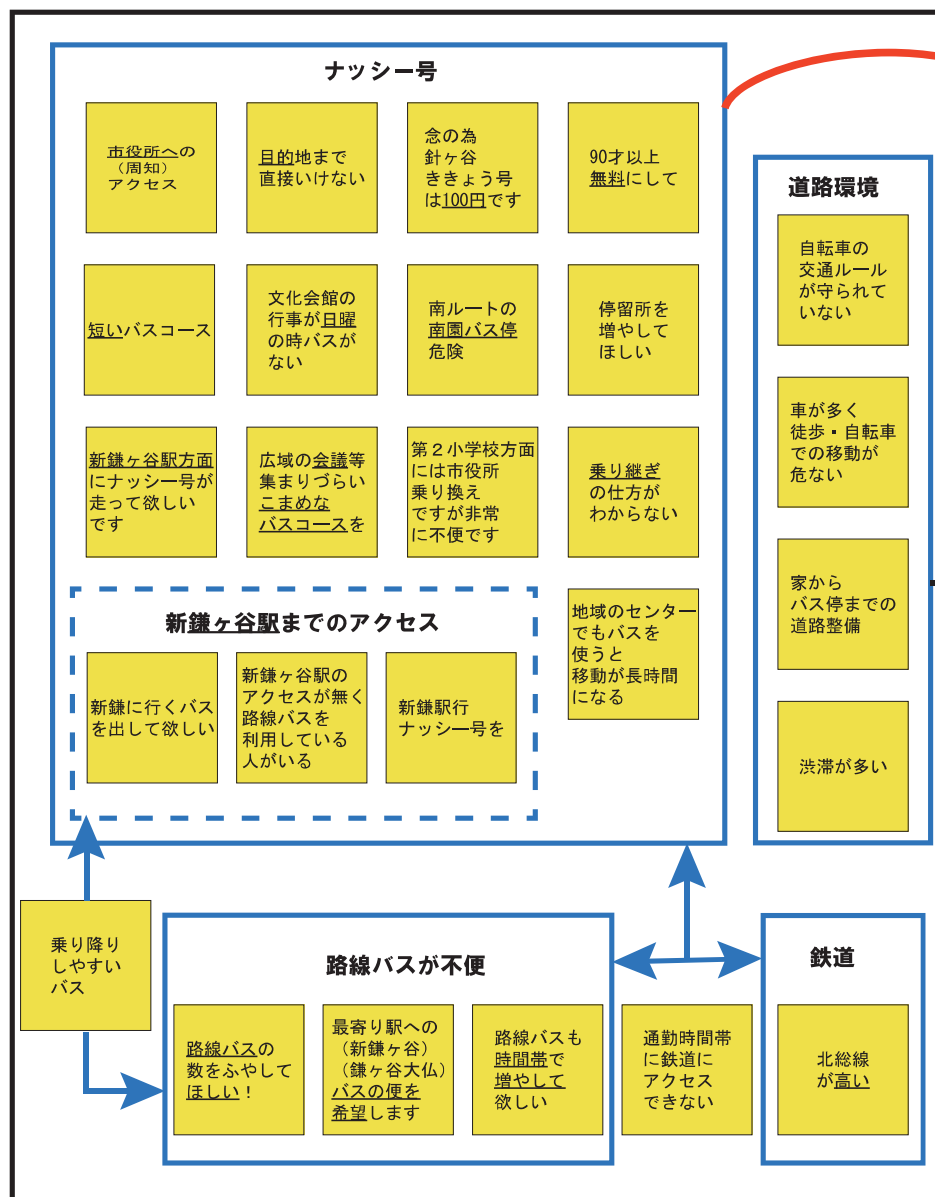 ナッシー号
市役所への
（周知）
アクセス
目的地まで
直接いけない
念の為
針ヶ谷
ききょう号
は100円です
90才以上
無料にして
短いバスコース
文化会館の
行事が日曜
の時バスが
ない
南ルートの
南園バス停
危険
停留所を
増やして
ほしい
新鎌ヶ谷駅方面
にナッシー号が
走って欲しい
です
広域の会議等
集まりづらい
こまめな
バスコースを
第２小学校方面
には市役所
乗り換え
ですが非常
に不便です
乗り継ぎ
の仕方が
わからない
新鎌ヶ谷駅までのアクセス
新鎌に行くバス
を出して欲しい
新鎌ヶ谷駅の
アクセスが無く
路線バスを
利用している
人がいる
新鎌駅行
ナッシー号を
地域のセンター
でもバスを
使うと
移動が長時間
になる
道路環境
自転車の
交通ルール
が守られて
いない
車が多く
徒歩・自転車
での移動が
危ない
家から
バス停までの
道路整備
渋滞が多い
乗り降り
しやすい
バス
路線バスが不便
路線バスの
数をふやして
ほしい！
最寄り駅への
（新鎌ヶ谷）
（鎌ヶ谷大仏）
バスの便を
希望します
路線バスも
時間帯で
増やして
欲しい
通勤時間帯
に鉄道に
アクセス
できない
鉄道
北総線
が高い